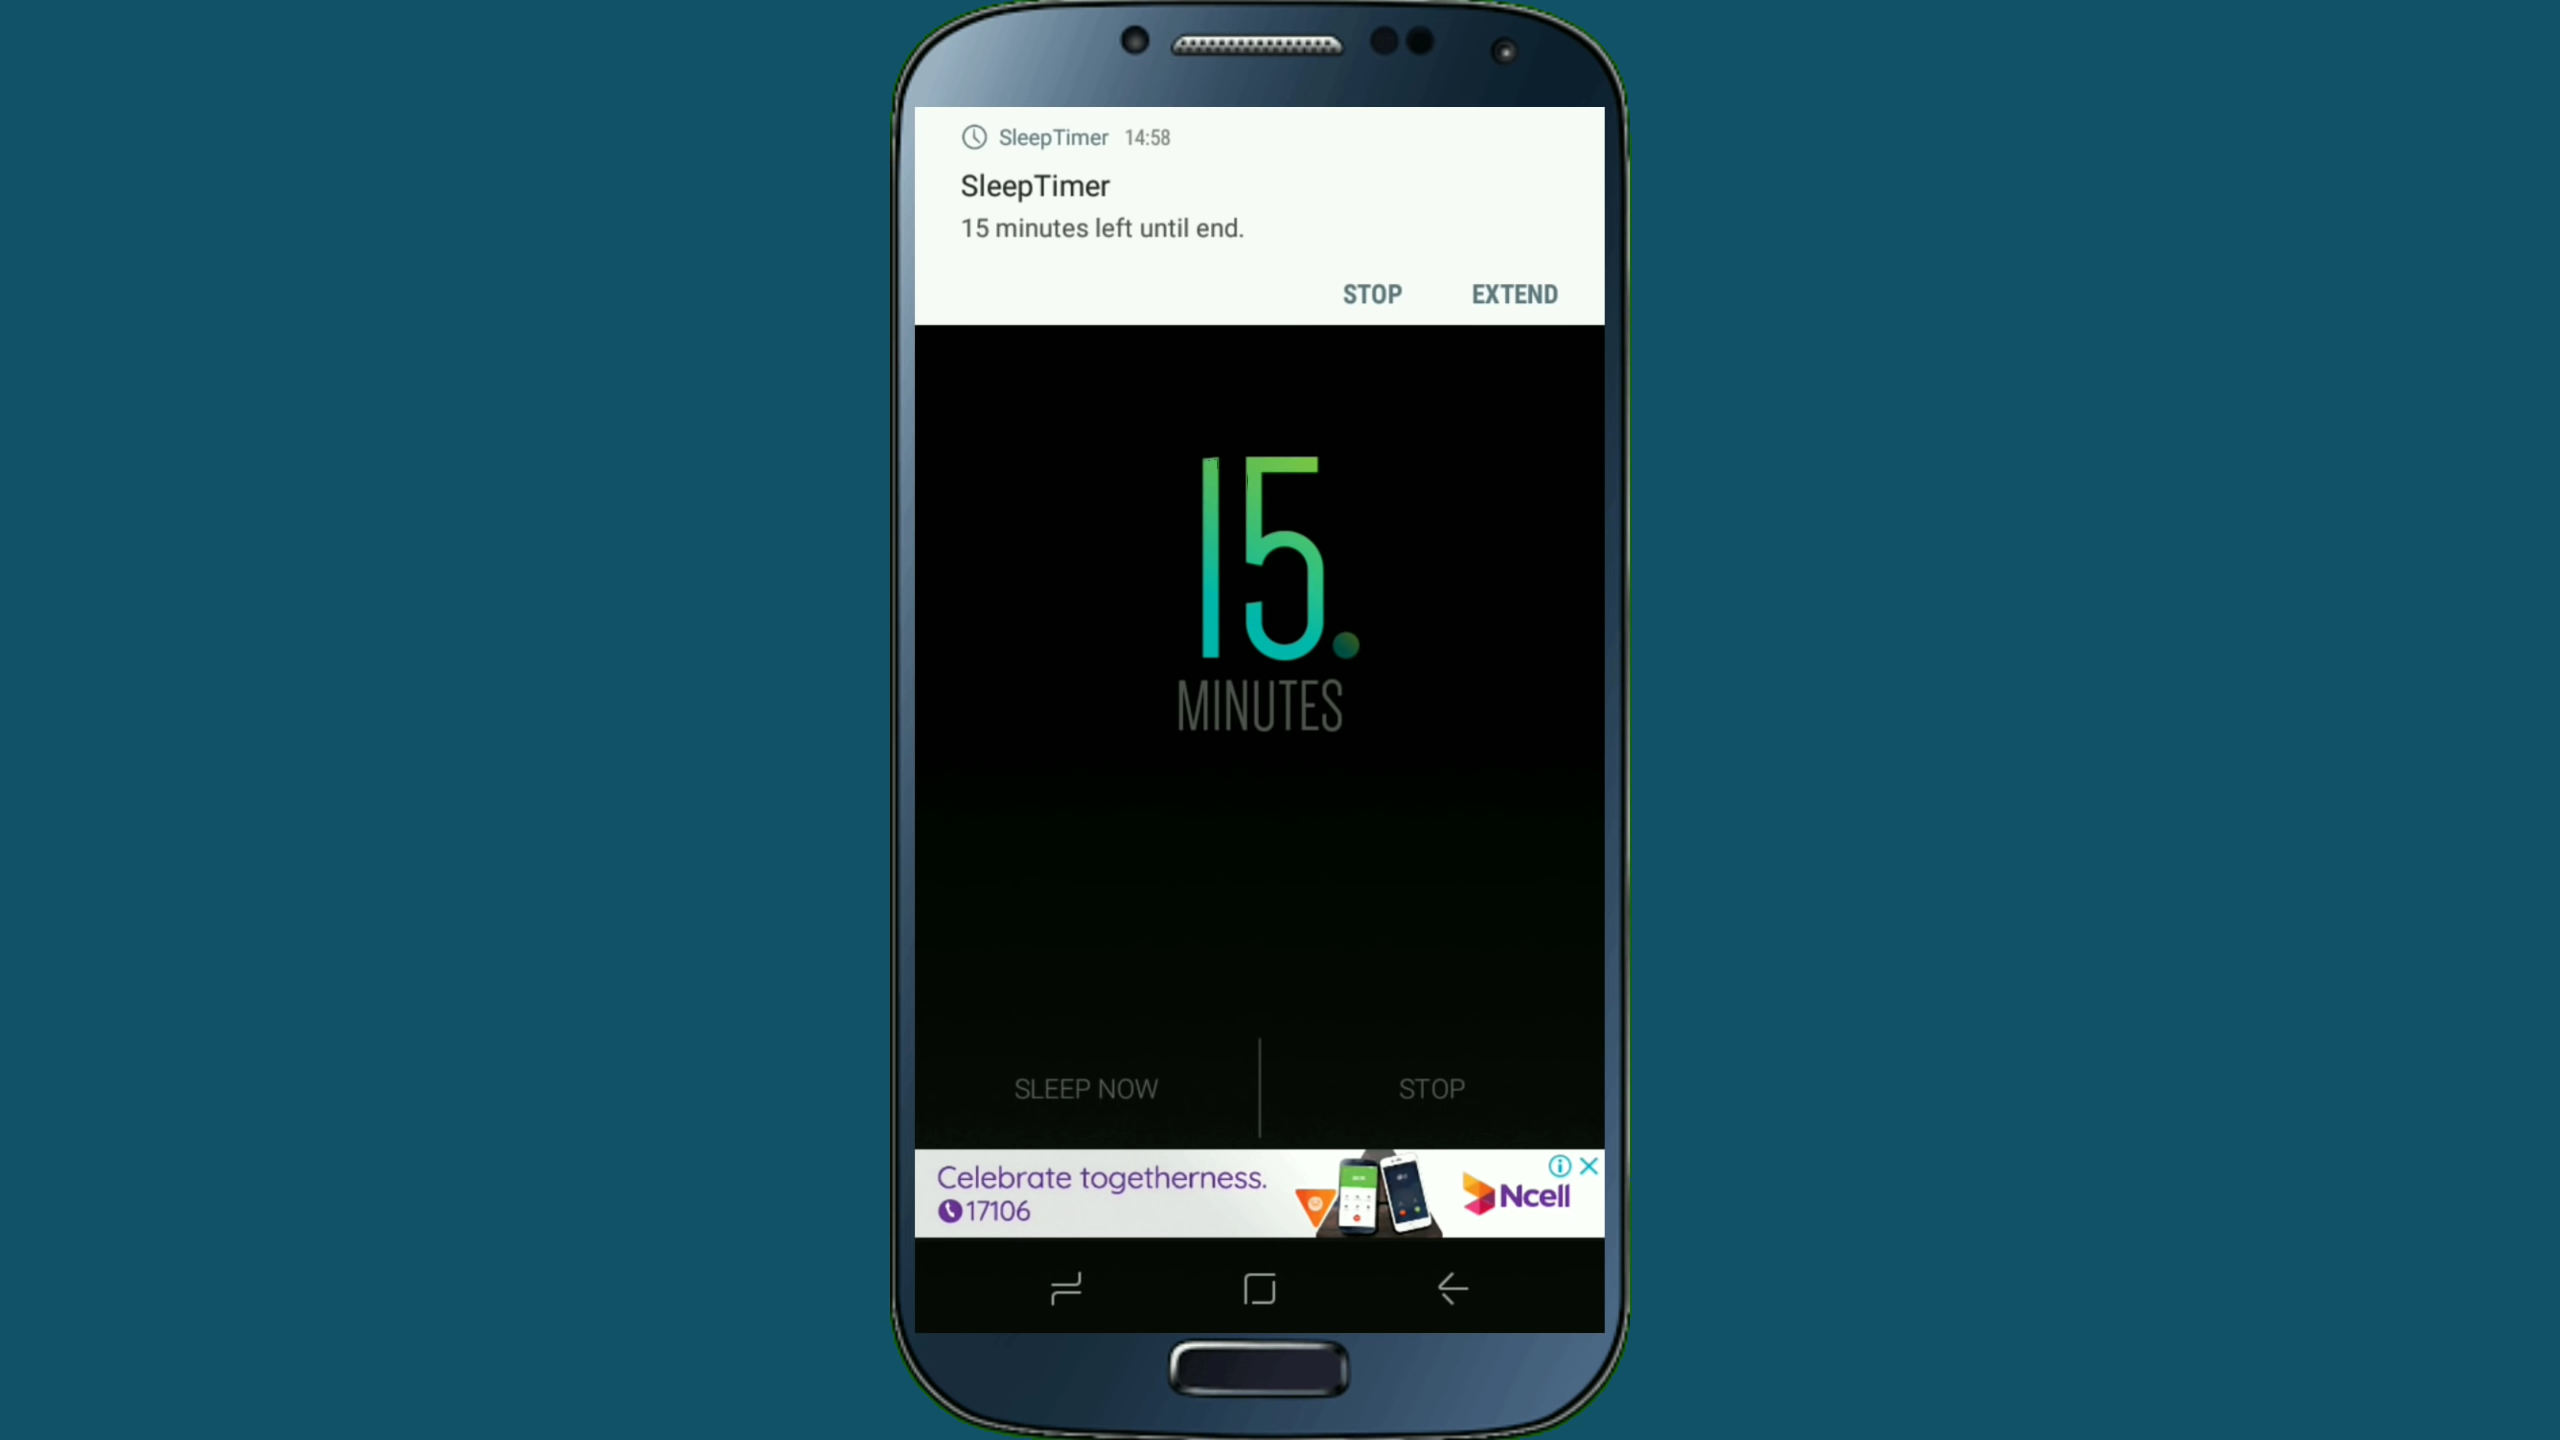 SleepTimer 14:58
SleepTimer
15 minutes left until end.
STOP EXTEND
15.
MINUTES
SLEEP NOW STOP
Celebrate togetherness.
17106
Ncell